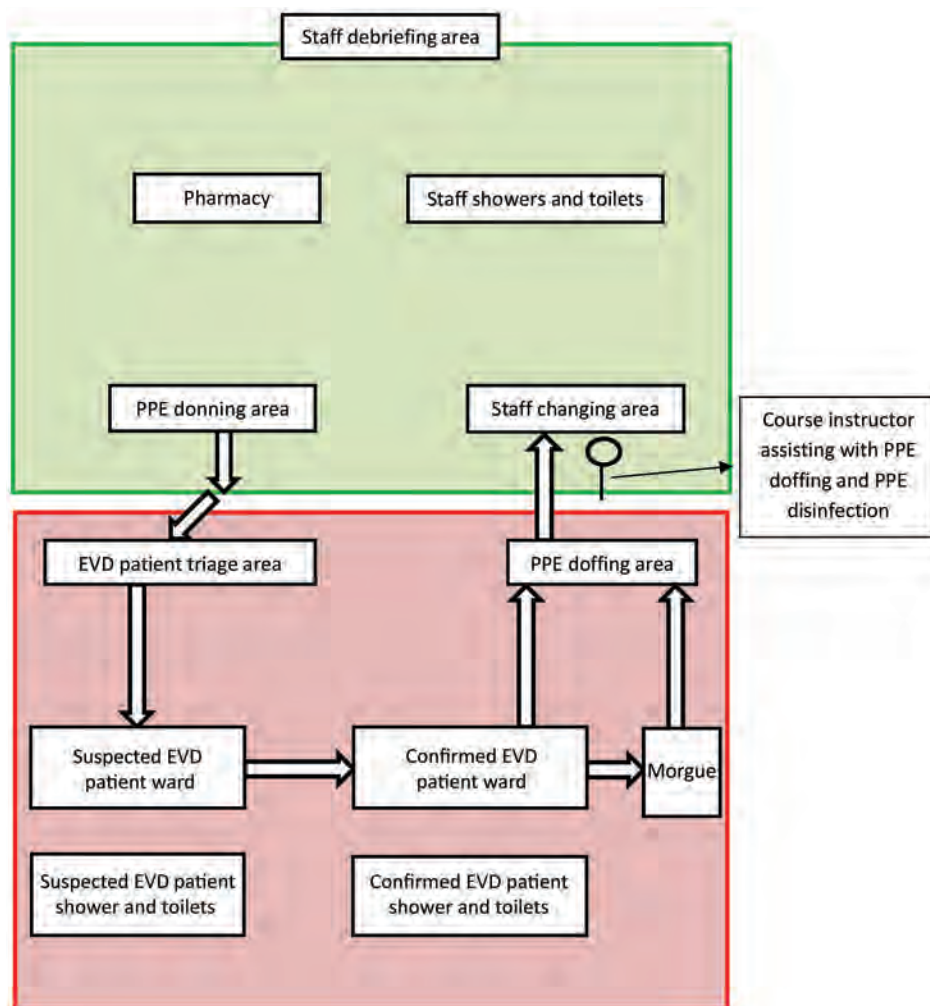 Staff debriefing area
Pharmacy
Staff showers and toilets
PPE donning area
Staff changing area
Course instructor
assisting with PPE
doffing and PPE
disinfection
EVD patient triage area
PPE doffing area
Suspected EVD
patient ward
Confirmed EVD
patient ward
Morgue
Suspected EVD patient
shower and toilets
Confirmed EVD patient
shower and toilets